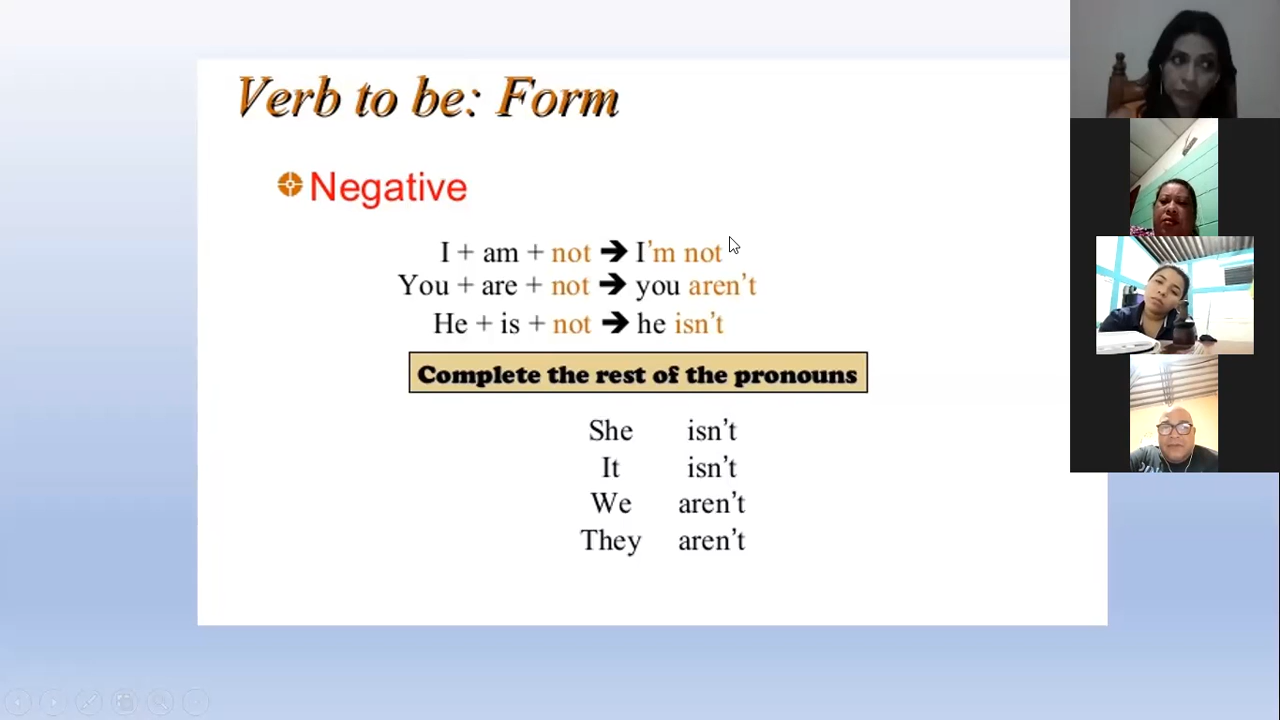 Verb to be: Form
Negative
I + am + not ➔ I'm not
You + are + not ➔ you aren't
He + is + not ➔ he isn't
Complete the rest of the pronouns
She isn't
It isn't
We aren't
They aren't